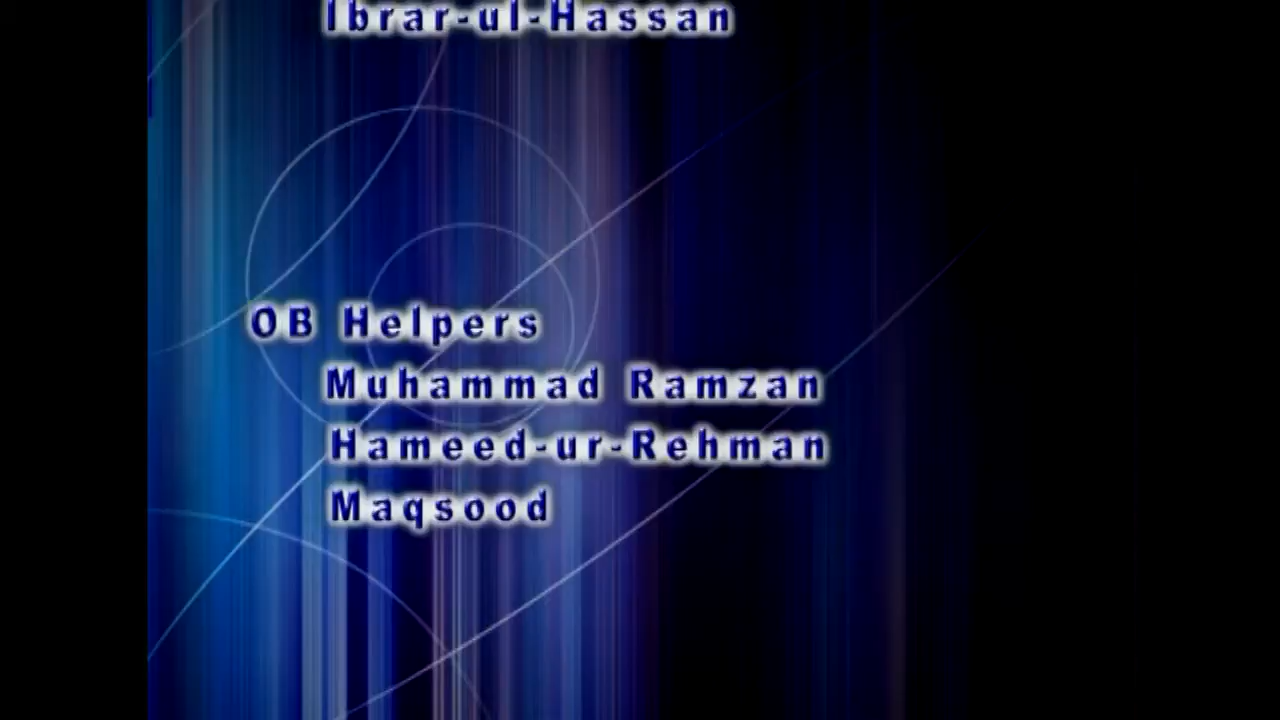 Ibrar-ul-Hassan
OB Helpers
Muhammad Ramzan
Hameed-ur-Rehman
Maqsood